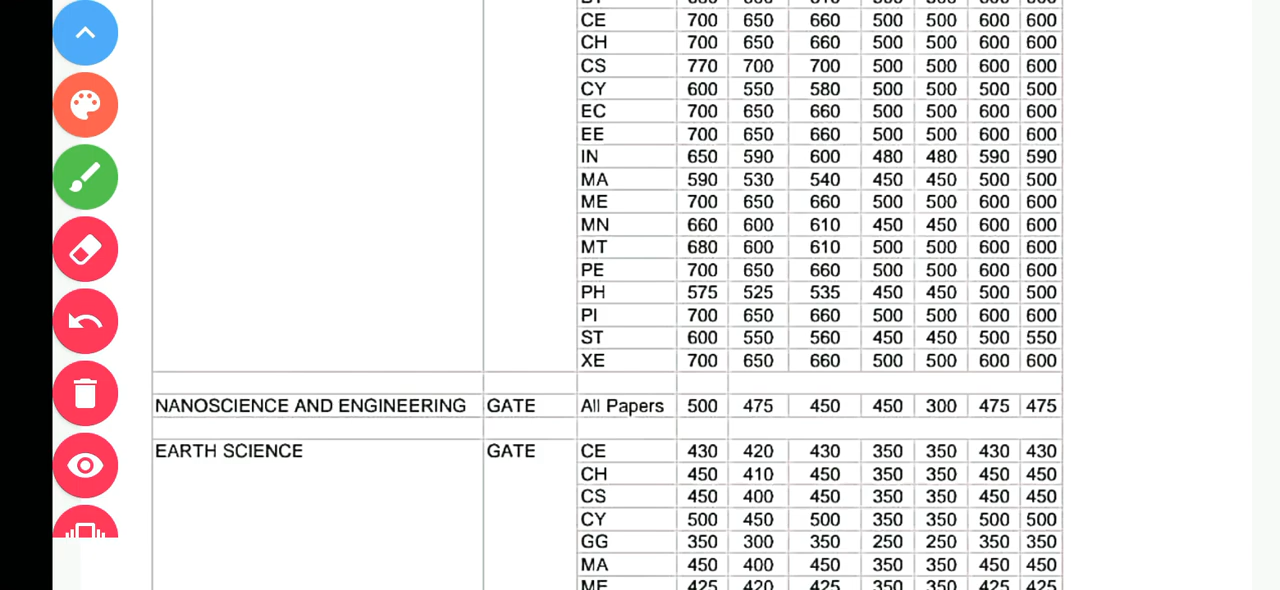 CE 700 650 660 500 500 600 600
CH 700 650 660 500 500 600 600
CS 770 700 700 500 500 600 600
CY 600 550 580 500 500 500 500
EC 700 650 660 500 500 600 600
EE 700 650 660 500 500 600 600
IN 650 590 600 480 480 590 590
MA 590 530 540 450 450 500 500
ME 700 650 660 500 500 600 600
MN 660 600 610 450 450 600 600
MT 680 600 610 500 500 600 600
PE 700 650 660 500 500 600 600
PH 575 525 535 450 450 500 500
PI 700 650 660 500 500 600 600
ST 600 550 560 450 450 500 550
XE 700 650 660 500 500 600 600
NANOSCIENCE AND ENGINEERING GATE All Papers 500 475 450 450 300 475 475
EARTH SCIENCE GATE CE 430 420 430 350 350 430 430
CH 450 410 450 350 350 450 450
CS 450 400 450 350 350 450 450
CY 500 450 500 350 350 500 500
GG 350 300 350 250 250 350 350
MA 450 400 450 350 350 450 450
ME 425 420 425 350 350 425 425